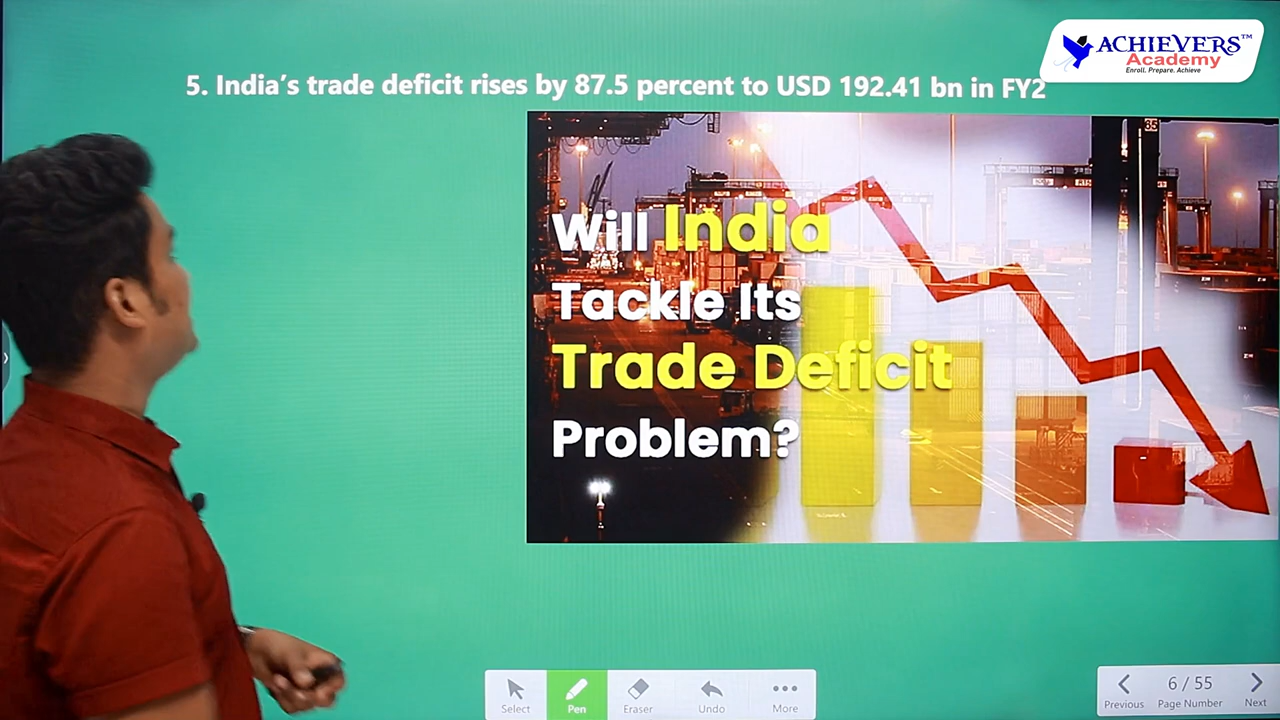 ACHIEVERS™
Academy
Enroll. Prepare. Achieve
5. India's trade deficit rises by 87.5 percent to USD 192.41 bn in FY2
35
Will India
Tackle Its
Trade Deficit
Problem?
Select
Pen
Eraser
Undo
More
6 / 55
Previous
Page Number
Next